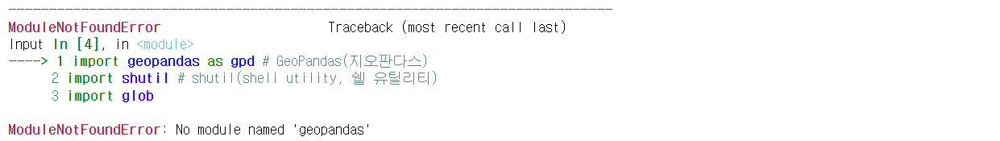 ---------------------------------------------------------------------------
ModuleNotFoundError                       Traceback (most recent call last)
Input In [4], in <module>
----> 1 import geopandas as gpd # GeoPandas(지오판다스)
      2 import shutil # shutil(shell utility, 쉘 유틸리티)
      3 import glob
ModuleNotFoundError: No module named 'geopandas'